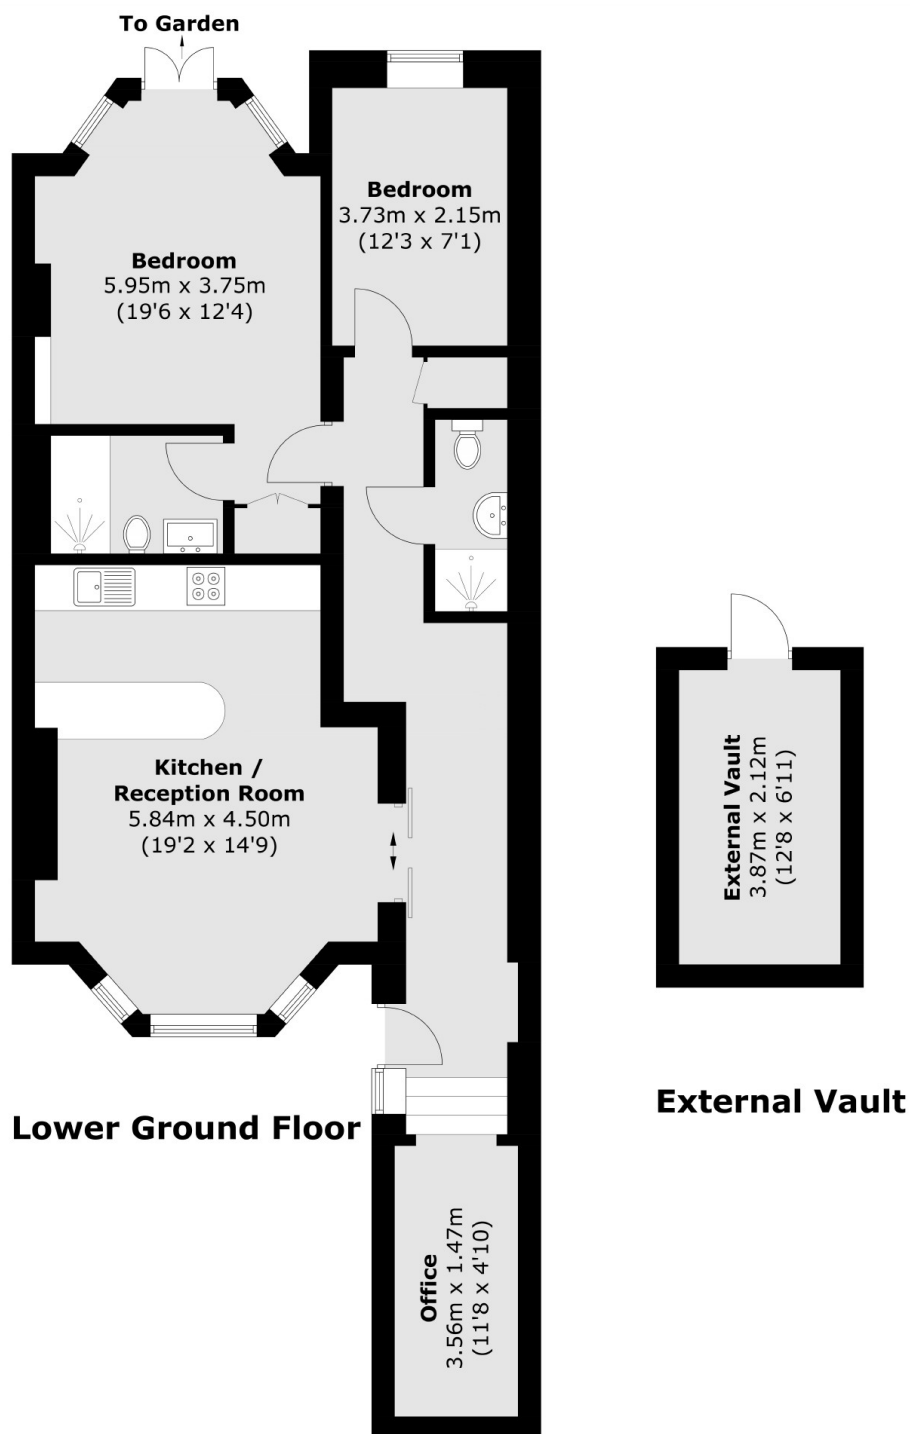 To Garden
Bedroom
3.73m x 2.15m
(12'3 x 7'1)
Bedroom
5.95m x 3.75m
(19'6 x 12'4)
Kitchen /
Reception Room
5.84m x 4.50m
(19'2 x 14'9)
External Vault
3.87m x 2.12m
(12'8 x 6'11)
External Vault
Lower Ground Floor
Office
3.56m x 1.47m
(11'8 x 4'10)